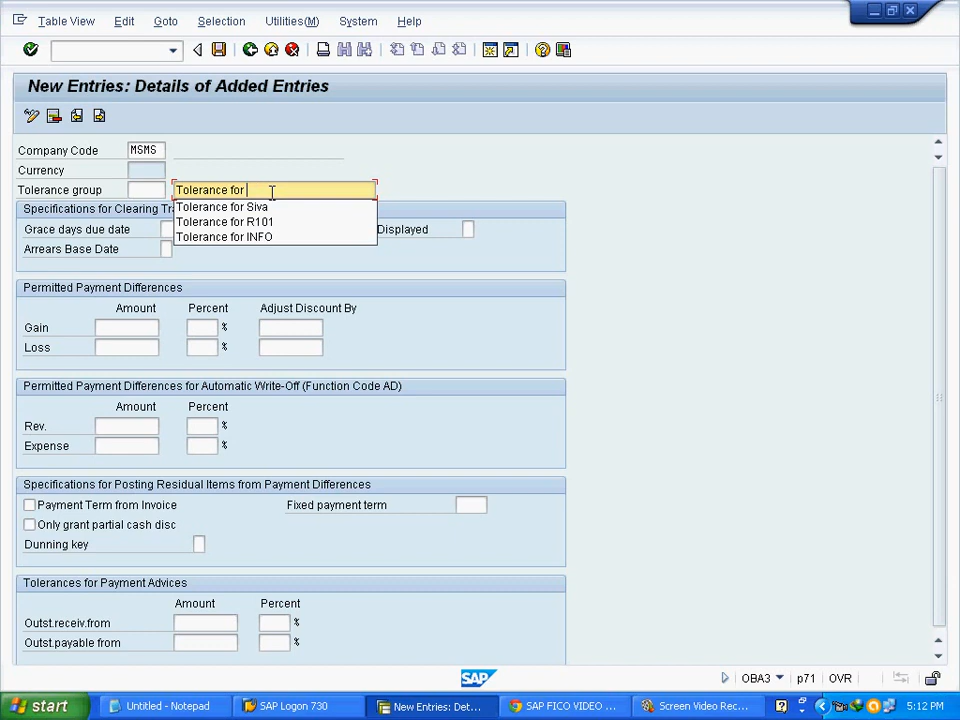 Table View Edit Goto Selection Utilities(M) System Help
New Entries: Details of Added Entries
Company Code MSMS
Currency
Tolerance group Tolerance for
Tolerance for Siva
Tolerance for R101
Tolerance for INFO
Specifications for Clearing Tra
Grace days due date Displayed
Arrears Base Date
Permitted Payment Differences
Amount Percent Adjust Discount By
Gain %
Loss %
Permitted Payment Differences for Automatic Write-Off (Function Code AD)
Amount Percent
Rev. %
Expense %
Specifications for Posting Residual Items from Payment Differences
Payment Term from Invoice Fixed payment term
Only grant partial cash disc
Dunning key
Tolerances for Payment Advices
Amount Percent
Outst.receiv.from %
Outst.payable from %
SAP OBA3 p71 OVR
start Untitled - Notepad SAP Logon 730 New Entries: Det... SAP FICO VIDEO ... Screen Video Rec... 5:12 PM